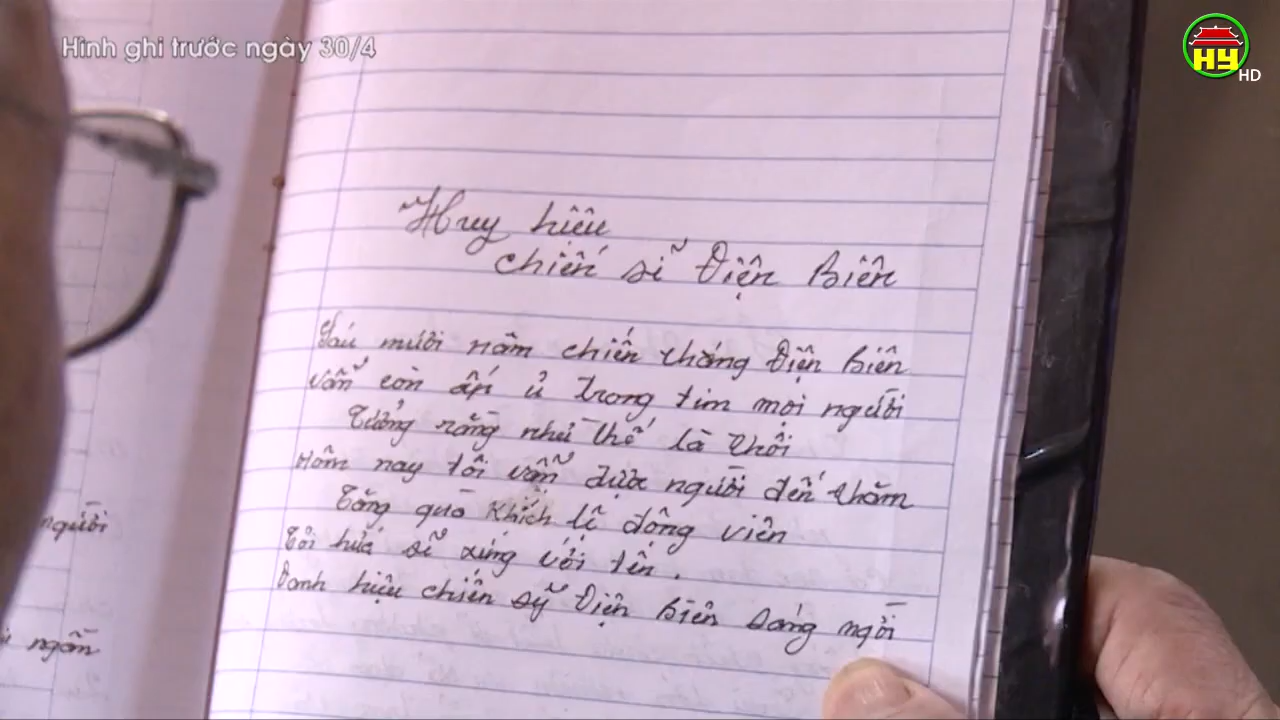 Hình ghi trước ngày 30/4
HY
HD
Huy hiệu
chiến sĩ Điện Biên
Sáu mươi năm chiến thắng Điện Biên
vẫn còn ấp ủ trong tim mọi người
Tưởng rằng như thế là thôi
Hôm nay tôi vẫn được người đến thăm
Tặng quà khích lệ động viên
Tôi hứa sẽ xứng với tên.
Danh hiệu chiến sỹ Điện Biên sáng ngời
người
ngắn